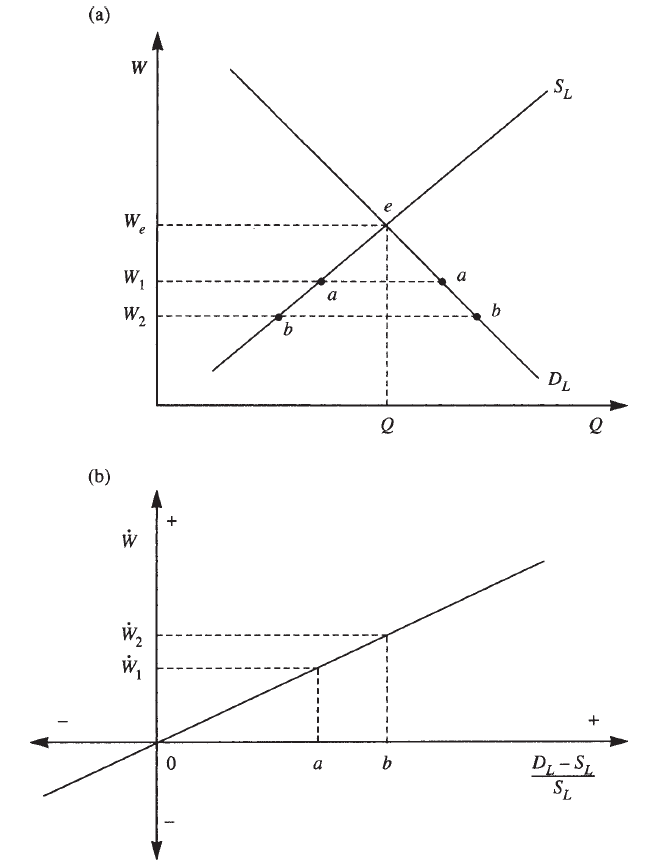 (a)
W
S_L
e
W_e
W_1
a
a
W_2
b
b
D_L
Q
Q
(b)
+
Ẇ
Ẇ_2
Ẇ_1
–
+
0
a
b
D_L – S_L
S_L
–